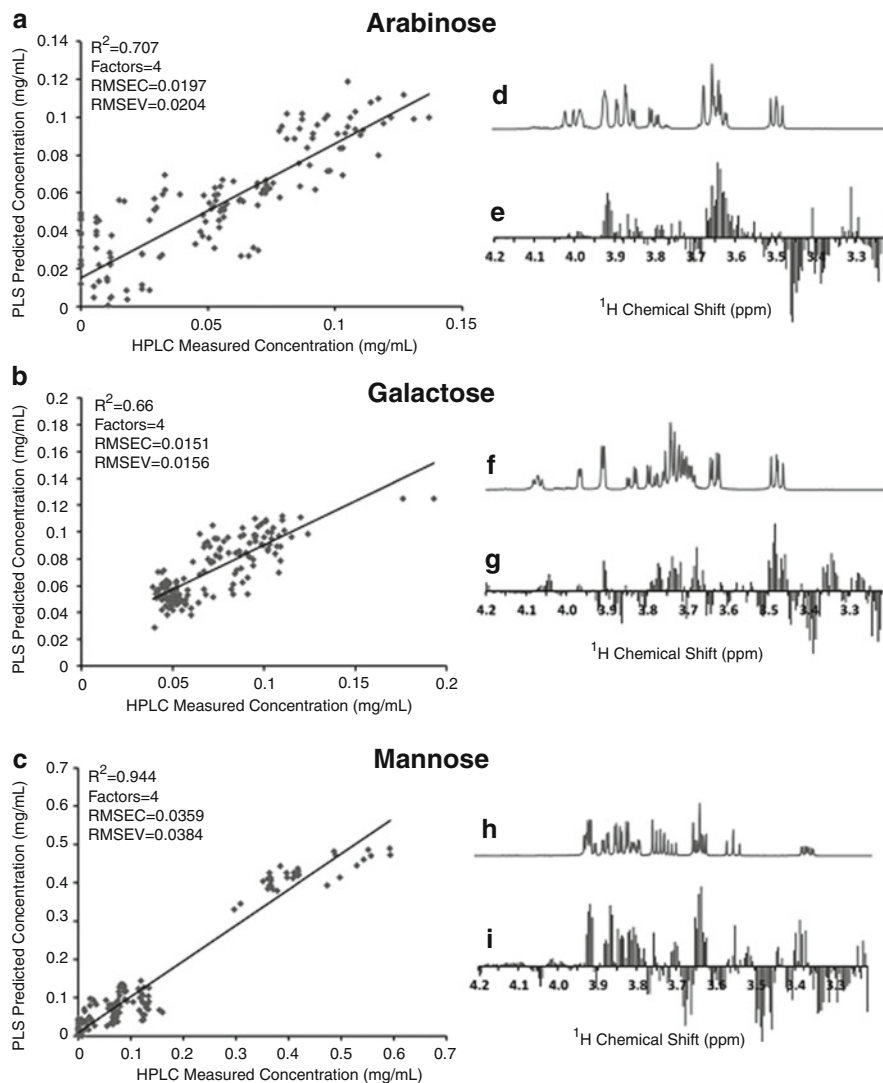 a Arabinose
R²=0.707
Factors=4
RMSEC=0.0197
RMSEV=0.0204
PLS Predicted Concentration (mg/mL)
0.14
0.12
0.1
0.08
0.06
0.04
0.02
0
0 0.05 0.1 0.15
HPLC Measured Concentration (mg/mL)
d
e
4.2 4.1 4.0 3.9 3.8 3.7 3.6 3.5 3.4 3.3
¹H Chemical Shift (ppm)
b Galactose
R²=0.66
Factors=4
RMSEC=0.0151
RMSEV=0.0156
PLS Predicted Concentration (mg/mL)
0.2
0.18
0.16
0.14
0.12
0.1
0.08
0.06
0.04
0.02
0
0 0.05 0.1 0.15 0.2
HPLC Measured Concentration (mg/mL)
f
g
4.2 4.1 4.0 3.9 3.8 3.7 3.6 3.5 3.4 3.3
¹H Chemical Shift (ppm)
c Mannose
R²=0.944
Factors=4
RMSEC=0.0359
RMSEV=0.0384
PLS Predicted Concentration (mg/mL)
0.7
0.6
0.5
0.4
0.3
0.2
0.1
0
0 0.1 0.2 0.3 0.4 0.5 0.6 0.7
HPLC Measured Concentration (mg/mL)
h
i
4.2 4.1 4.0 3.9 3.8 3.7 3.6 3.5 3.4 3.3
¹H Chemical Shift (ppm)